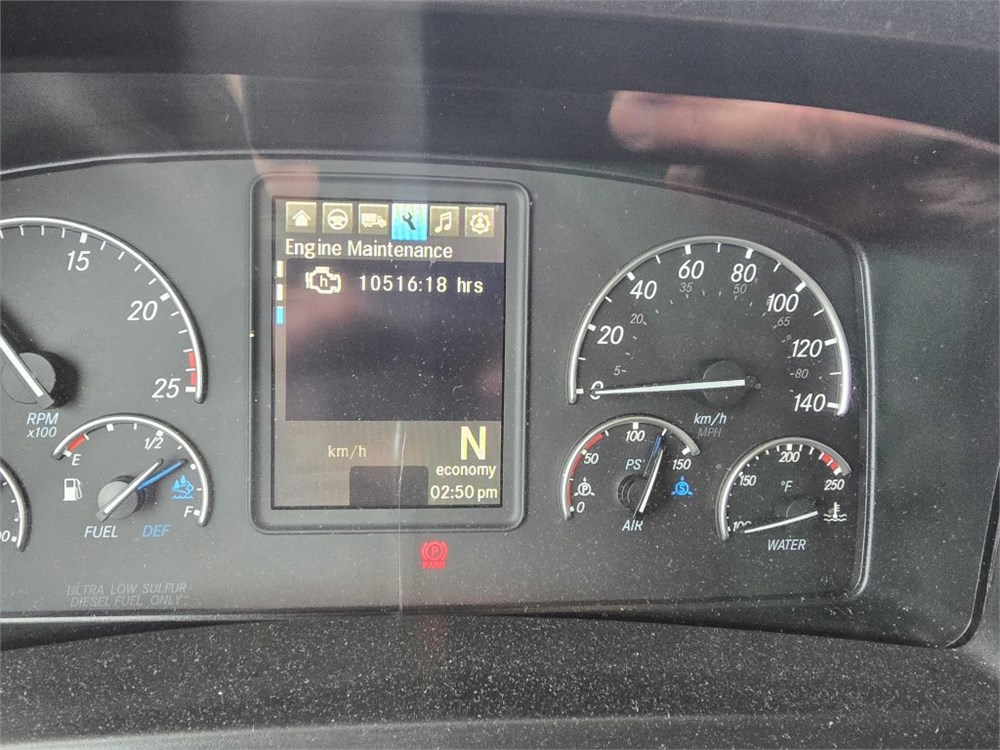 Engine Maintenance
h 10516:18 hrs
km/h
N
economy
02:50 pm
15
20
25
RPM
x100
E
1/2
F
FUEL
DEF
ULTRA LOW SULFUR
DIESEL FUEL ONLY
P
PARK
0
20
40
60
80
100
120
140
5
20
35
50
65
80
km/h
MPH
0
50
100
150
PSI
P
S
AIR
100
150
200
250
°F
WATER